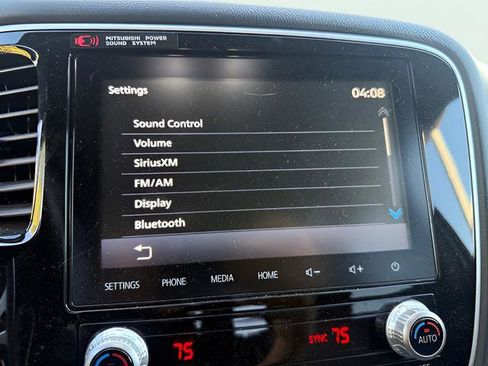 MITSUBISHI POWER
SOUND SYSTEM
Settings 04:08
Sound Control
Volume
SiriusXM
FM/AM
Display
Bluetooth
SETTINGS PHONE MEDIA HOME
75 SYNC 75 AUTO